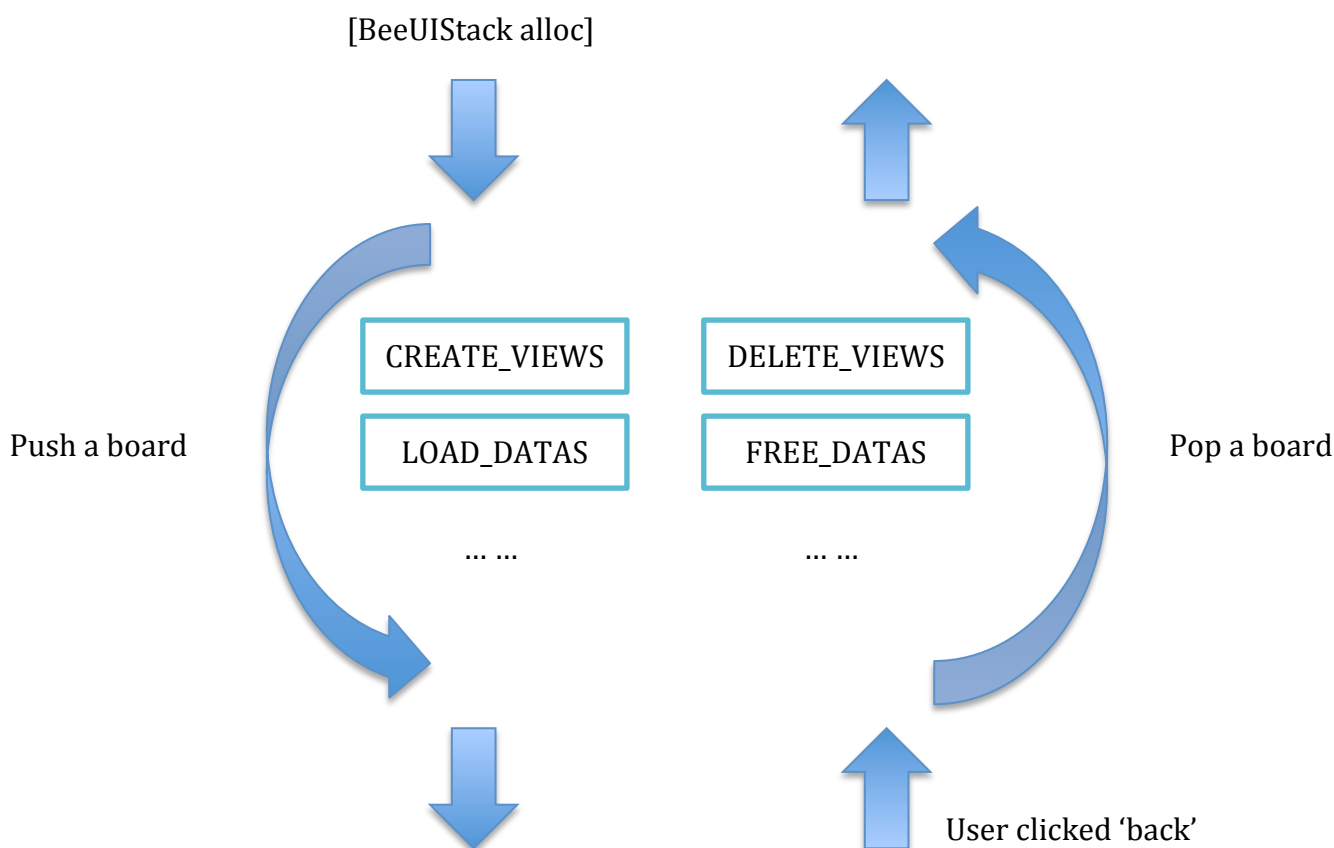 [BeeUIStack alloc]
CREATE_VIEWS
DELETE_VIEWS
Push a board
LOAD_DATAS
FREE_DATAS
Pop a board
... ...
... ...
User clicked ‘back’